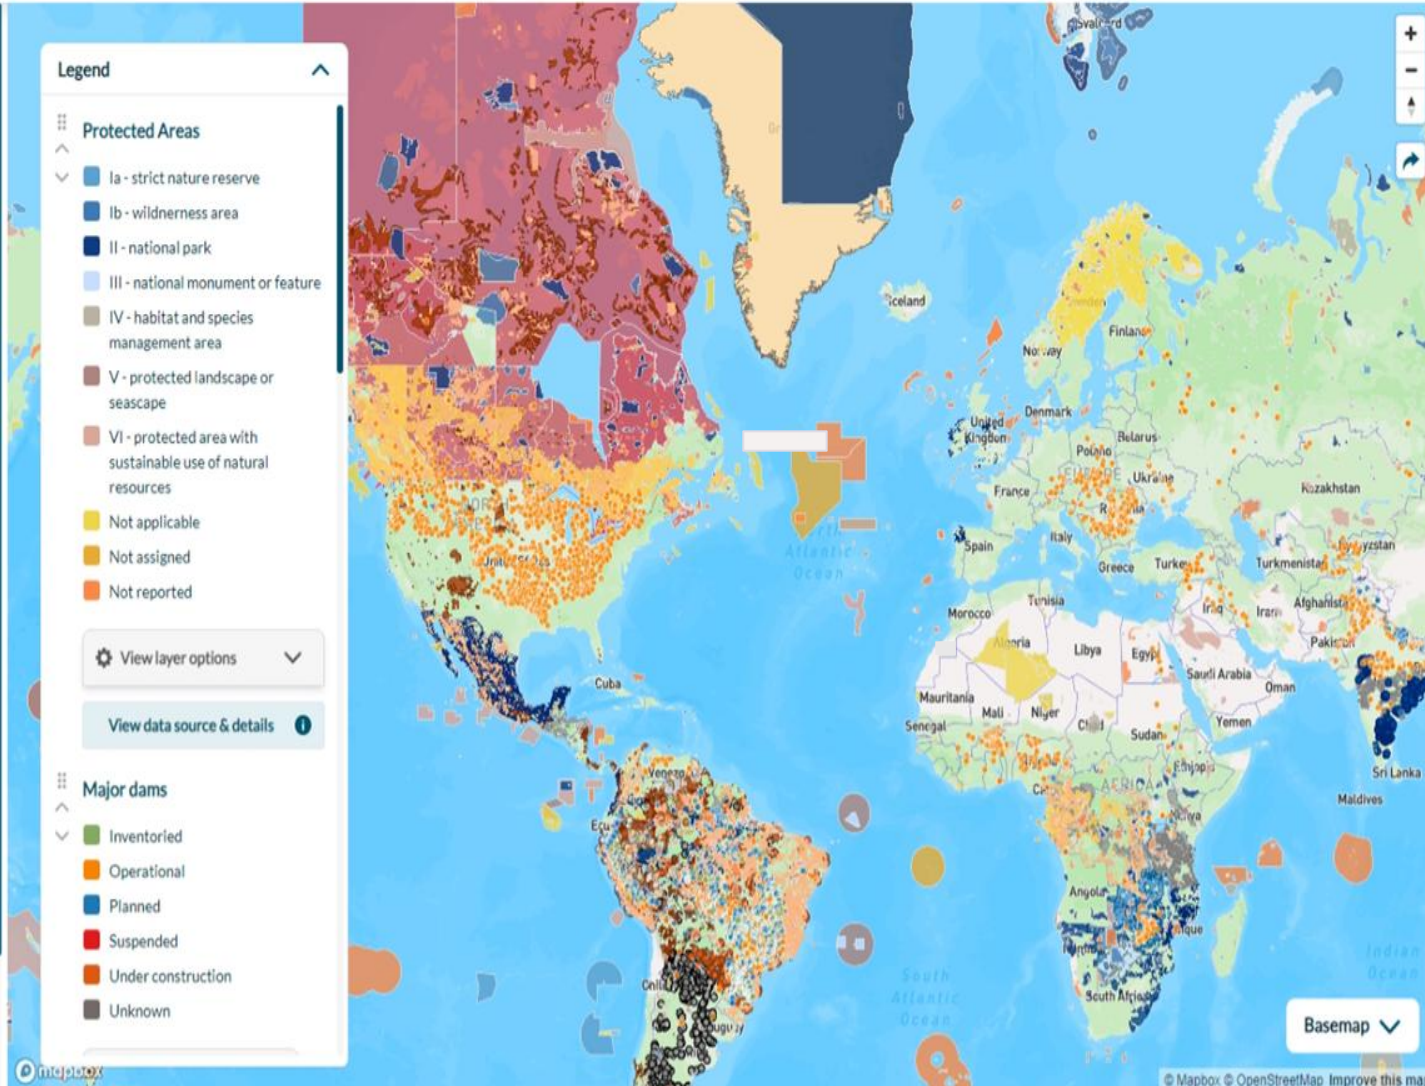 Legend
Protected Areas
Ia - strict nature reserve
Ib - wildnerness area
II - national park
III - national monument or feature
IV - habitat and species
management area
V - protected landscape or
seascape
VI - protected area with
sustainable use of natural
resources
Not applicable
Not assigned
Not reported
View layer options
View data source & details
Major dams
Inventoried
Operational
Planned
Suspended
Under construction
Unknown
mapbox
Iceland
Norway
Finland
United
Kingdom
Denmark
Belarus
Ukraine
France
Kazakhstan
Spain
Italy
Greece
Turkmenistan
Atlantic
Ocean
Morocco
Tunisia
Iraq
Iran
Algeria
Libya
Egypt
Saudi Arabia
Oman
Cuba
Mauritania
Mali
Niger
Senegal
Sudan
Yemen
AFRICA
Sri Lanka
Maldives
Angola
South Africa
South
Atlantic
Ocean
Indian
Ocean
Basemap
© Mapbox © OpenStreetMap Improve this map